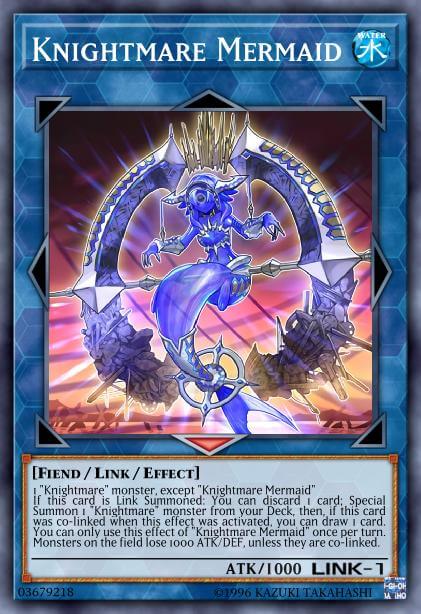 KNIGHTMARE MERMAID
WATER
水
[FIEND / LINK / EFFECT]
1 "Knightmare" monster, except "Knightmare Mermaid"
If this card is Link Summoned: You can discard 1 card; Special
Summon 1 "Knightmare" monster from your Deck, then, if this card
was co-linked when this effect was activated, you can draw 1 card.
You can only use this effect of "Knightmare Mermaid" once per turn.
Monsters on the field lose 1000 ATK/DEF, unless they are co-linked.
ATK/1000 LINK-1
03679218
©1996 KAZUKI TAKAHASHI